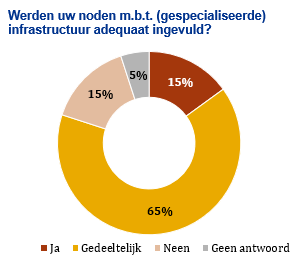 Werden uw noden m.b.t. (gespecialiseerde)
infrastructuur adequaat ingevuld?
5%
15%
15%
65%
Ja Gedeeltelijk Neen Geen antwoord